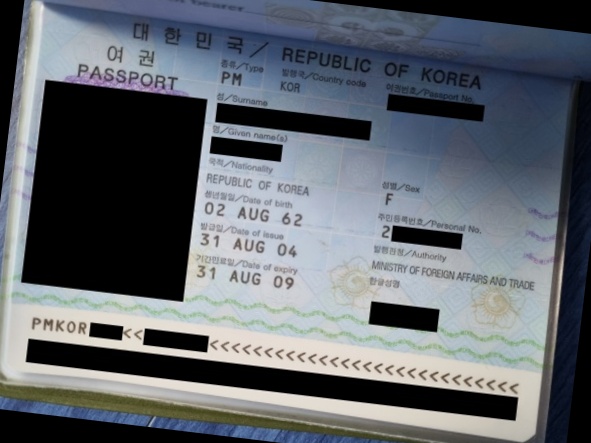 대 한 민 국 / REPUBLIC OF KOREA
여 권
PASSPORT
종류/Type 발행국/Country code 여권번호/Passport No.
PM KOR
성/Surname
명/Given name(s)
국적/Nationality
REPUBLIC OF KOREA
성별/Sex
F
생년월일/Date of birth
02 AUG 62
주민등록번호/Personal No.
2
발급일/Date of issue
31 AUG 04
발행관청/Authority
MINISTRY OF FOREIGN AFFAIRS AND TRADE
기간만료일/Date of expiry
31 AUG 09
한글성명
PMKOR <<<<<<<<<<<<<<<<<<<<<<<<<<<<<<